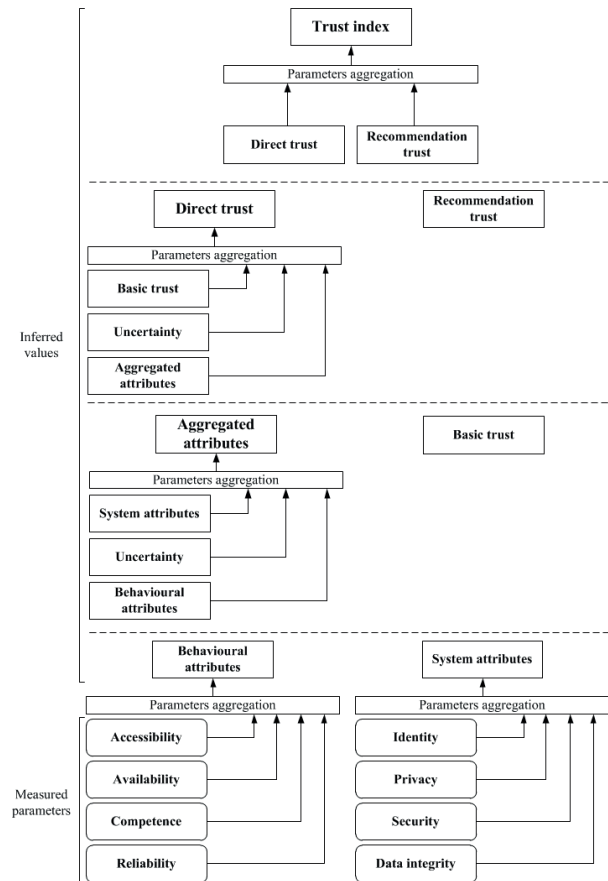 Trust index
Parameters aggregation
Direct trust
Recommendation
trust
Direct trust
Recommendation
trust
Parameters aggregation
Basic trust
Uncertainty
Aggregated
attributes
Inferred
values
Aggregated
attributes
Basic trust
Parameters aggregation
System attributes
Uncertainty
Behavioural
attributes
Behavioural
attributes
System attributes
Parameters aggregation
Parameters aggregation
Accessibility
Identity
Availability
Privacy
Measured
parameters
Competence
Security
Reliability
Data integrity